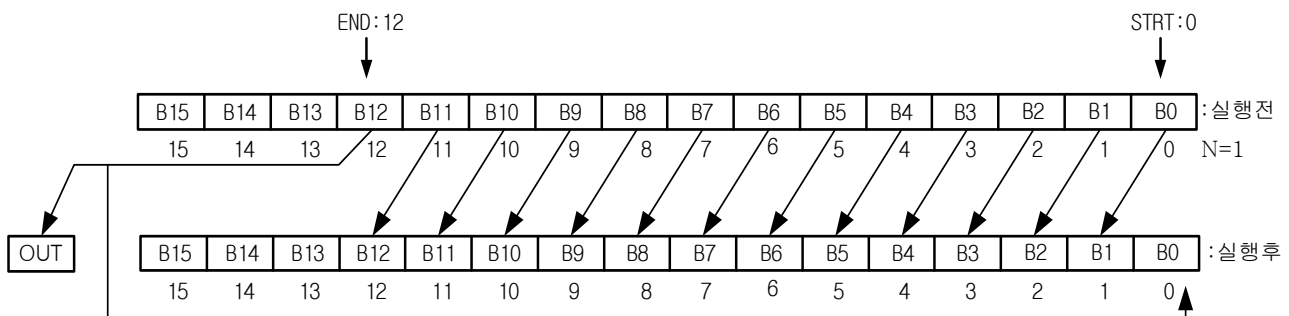 END:12 STRT:0
B15 B14 B13 B12 B11 B10 B9 B8 B7 B6 B5 B4 B3 B2 B1 B0 :실행전
15 14 13 12 11 10 9 8 7 6 5 4 3 2 1 0 N=1
OUT B15 B14 B13 B12 B11 B10 B9 B8 B7 B6 B5 B4 B3 B2 B1 B0 :실행후
15 14 13 12 11 10 9 8 7 6 5 4 3 2 1 0